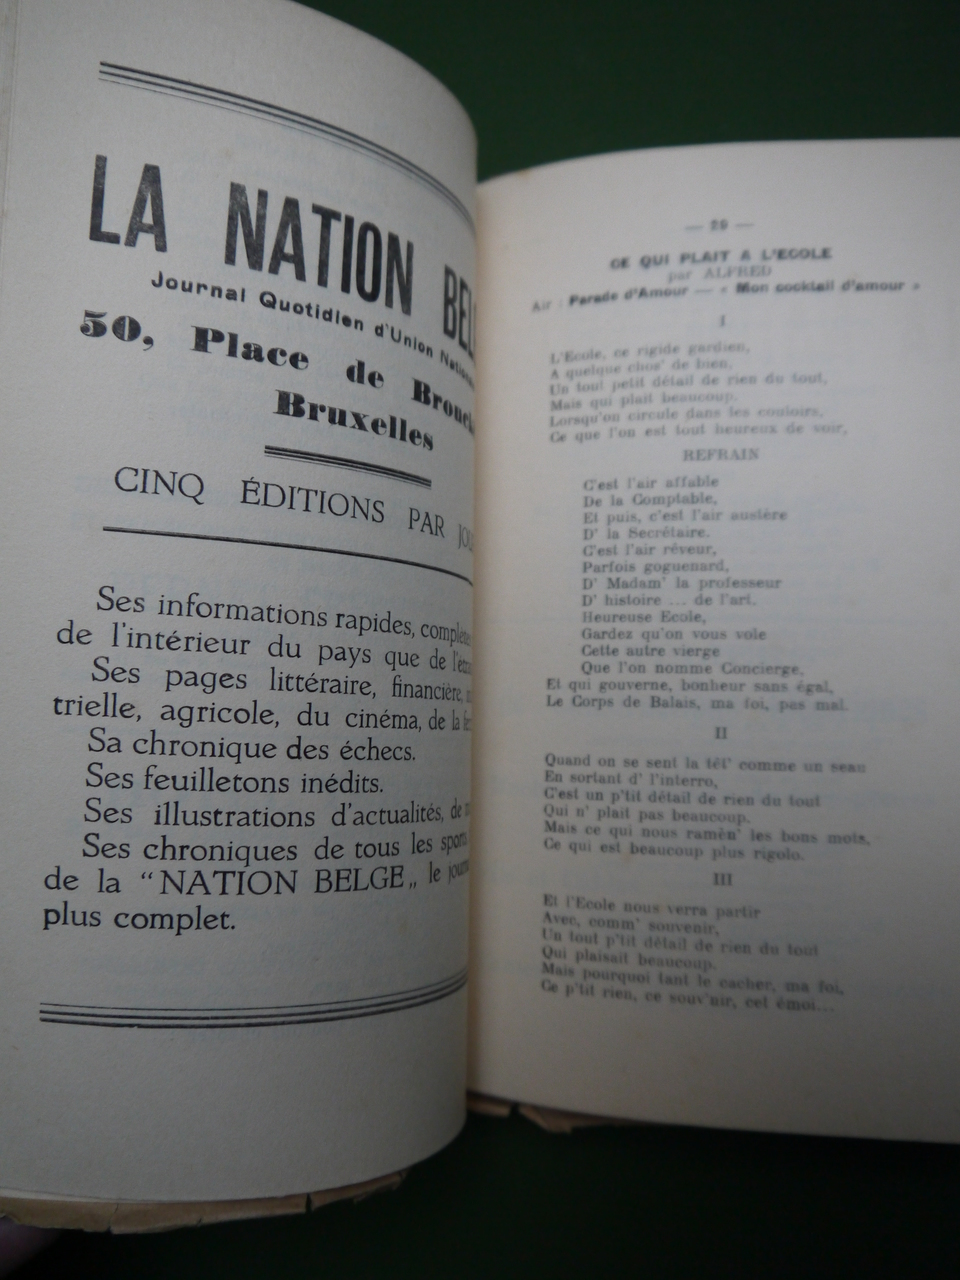 LA NATION
Journal Quotidien d'Union
50, Place de
Bruxelles
CINQ ÉDITIONS PAR
Ses informations rapides,
de l'intérieur du pays que de
Ses pages littéraire, financière,
trielle, agricole, du cinéma, de la
Sa chronique des échecs.
Ses feuilletons inédits.
Ses illustrations d'actualités, de
Ses chroniques de tous les sports
de la “NATION BELGE„ le
plus complet.
CE QUI PLAIT A L'ECOLE
par ALFRED
Air : Parade d'Amour — « Mon cocktail d'amour »
I
L'Ecole, ce rigide gardien,
A quelque chos' de bien,
Un tout petit détail de rien du tout,
Mais qui plait beaucoup.
Lorsqu'on circule dans les couloirs,
Ce que l'on est tout heureux de voir,
REFRAIN
C'est l'air affable
De la Comptable,
Et puis, c'est l'air austère
D' la Secrétaire.
C'est l'air rêveur,
Parfois goguenard,
D' Madam' la professeur
D' histoire ... de l'art.
Heureuse Ecole,
Gardez qu'on vous vole
Cette autre vierge
Que l'on nomme Concierge,
Et qui gouverne, bonheur sans égal,
Le Corps de Balais, ma foi, pas mal.
II
Quand on se sent la têt' comme un seau
En sortant d' l'interro,
C'est un p'tit détail de rien du tout
Qui n' plait pas beaucoup.
Mais ce qui nous ramèn' les bons mots,
Ce qui est beaucoup plus rigolo.
III
Et l'Ecole nous verra partir
Avec, comm' souvenir,
Un tout p'tit détail de rien du tout
Qui plaisait beaucoup.
Mais pourquoi tant le cacher, ma foi,
Ce p'tit rien, ce souv'nir, cet émoi...